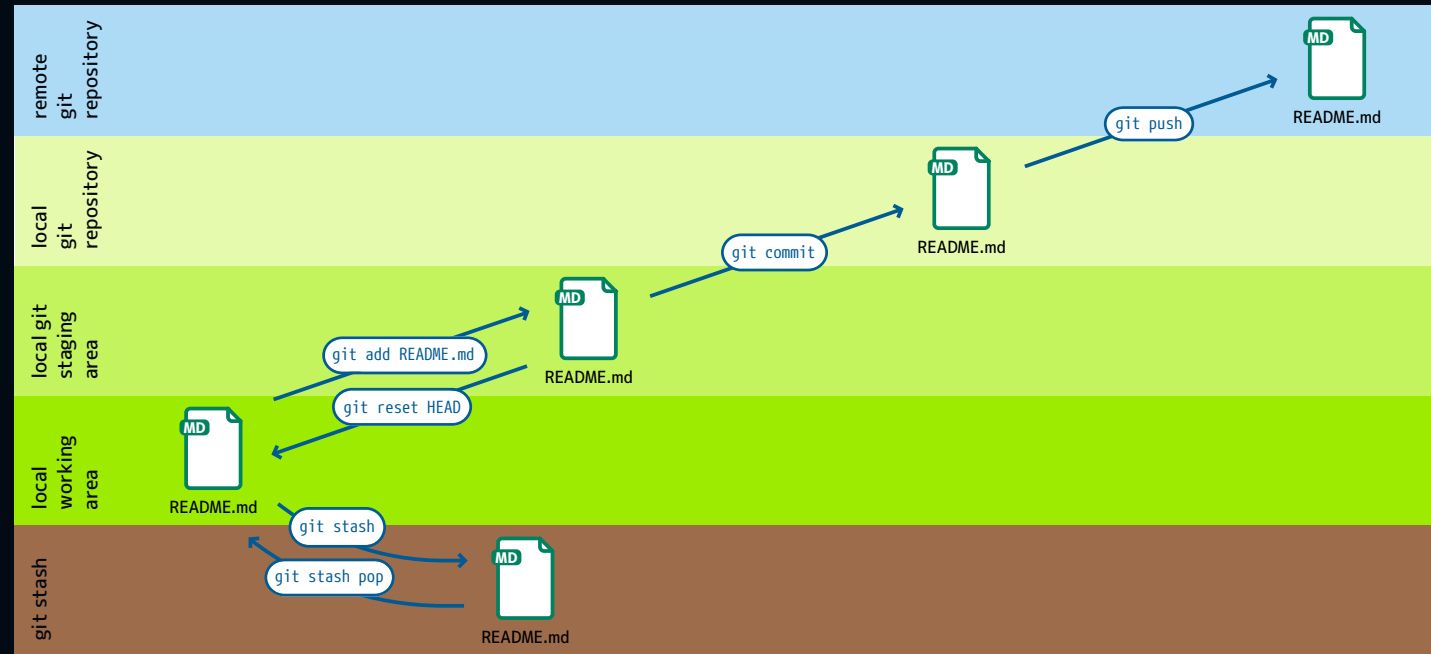 remote
git
repository
MD
README.md
git push
local
git
repository
MD
README.md
git commit
local git
staging
area
MD
README.md
git add README.md
git reset HEAD
local
working
area
MD
README.md
git stash
git stash pop
git stash
MD
README.md